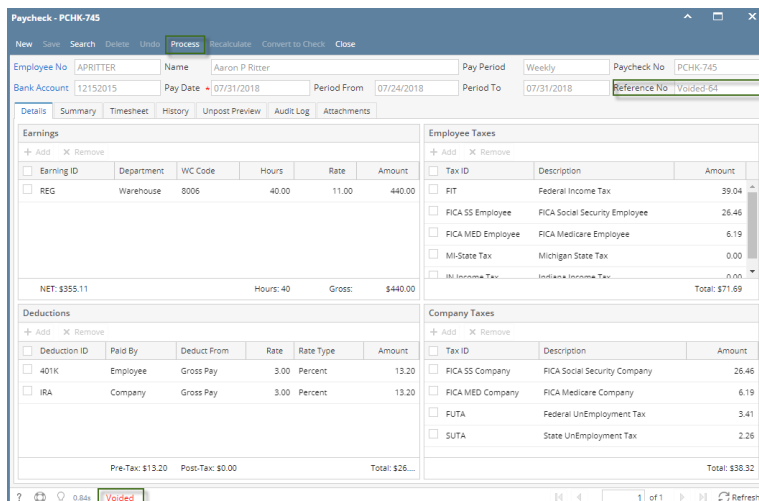 Paycheck - PCHK-745
New Save Search Delete Undo Process Recalculate Convert to Check Close
Employee No APRITTER Name Aaron P Ritter Pay Period Weekly Paycheck No PCHK-745
Bank Account 12152015 Pay Date 07/31/2018 Period From 07/24/2018 Period To 07/31/2018 Reference No Voided-64
Details Summary Timesheet History Unpost Preview Audit Log Attachments
Earnings
+ Add × Remove
Earning ID Department WC Code Hours Rate Amount
REG Warehouse 8006 40.00 11.00 440.00
NET: $355.11 Hours: 40 Gross: $440.00
Employee Taxes
+ Add × Remove
Tax ID Description Amount
FIT Federal Income Tax 39.04
FICA SS Employee FICA Social Security Employee 26.46
FICA MED Employee FICA Medicare Employee 6.19
MI-State Tax Michigan State Tax 0.00
IN Income Tax Indiana Income Tax 0.00
Total: $71.69
Deductions
+ Add × Remove
Deduction ID Paid By Deduct From Rate Rate Type Amount
401K Employee Gross Pay 3.00 Percent 13.20
IRA Company Gross Pay 3.00 Percent 13.20
Pre-Tax: $13.20 Post-Tax: $0.00 Total: $26....
Company Taxes
+ Add × Remove
Tax ID Description Amount
FICA SS Company FICA Social Security Company 26.46
FICA MED Company FICA Medicare Company 6.19
FUTA Federal UnEmployment Tax 3.41
SUTA State UnEmployment Tax 2.26
Total: $38.32
? 0.84s Voided 1 of 1 Refresh